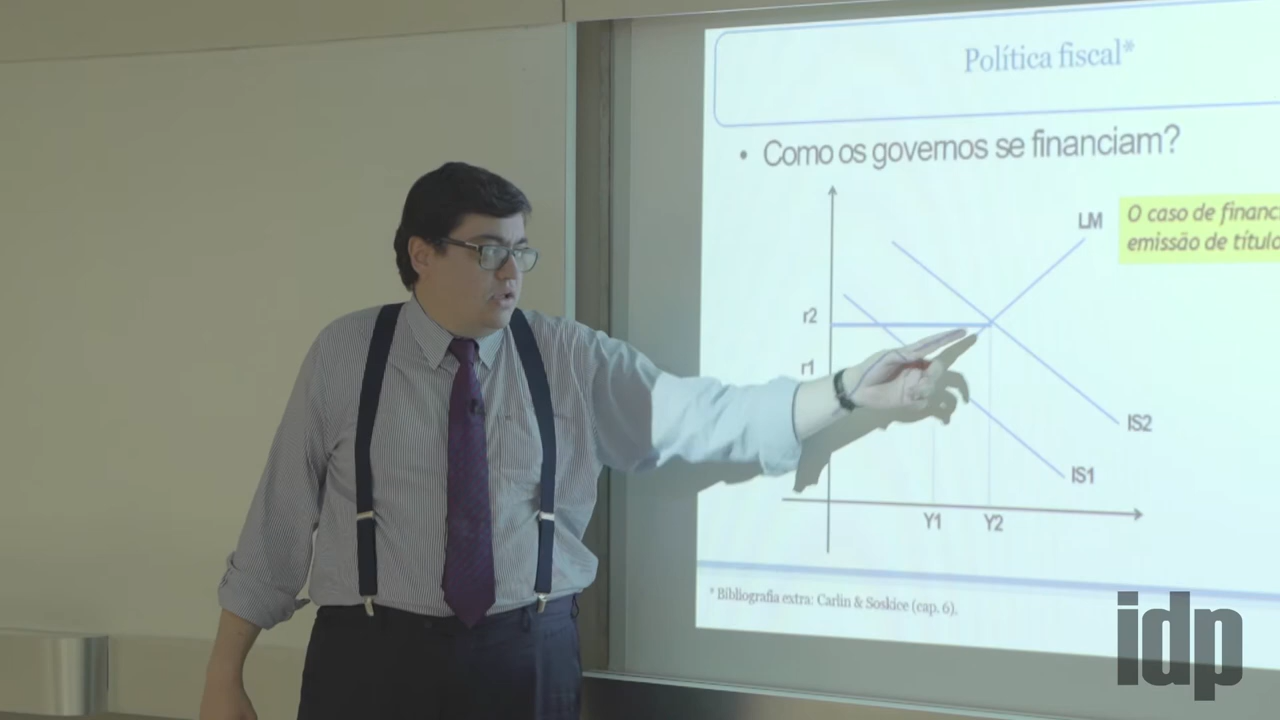 Política fiscal*
• Como os governos se financiam?
LM
O caso de financ
emissão de título
r2
r1
IS2
IS1
Y1 Y2
* Bibliografia extra: Carlin & Soskice (cap. 6).
idp